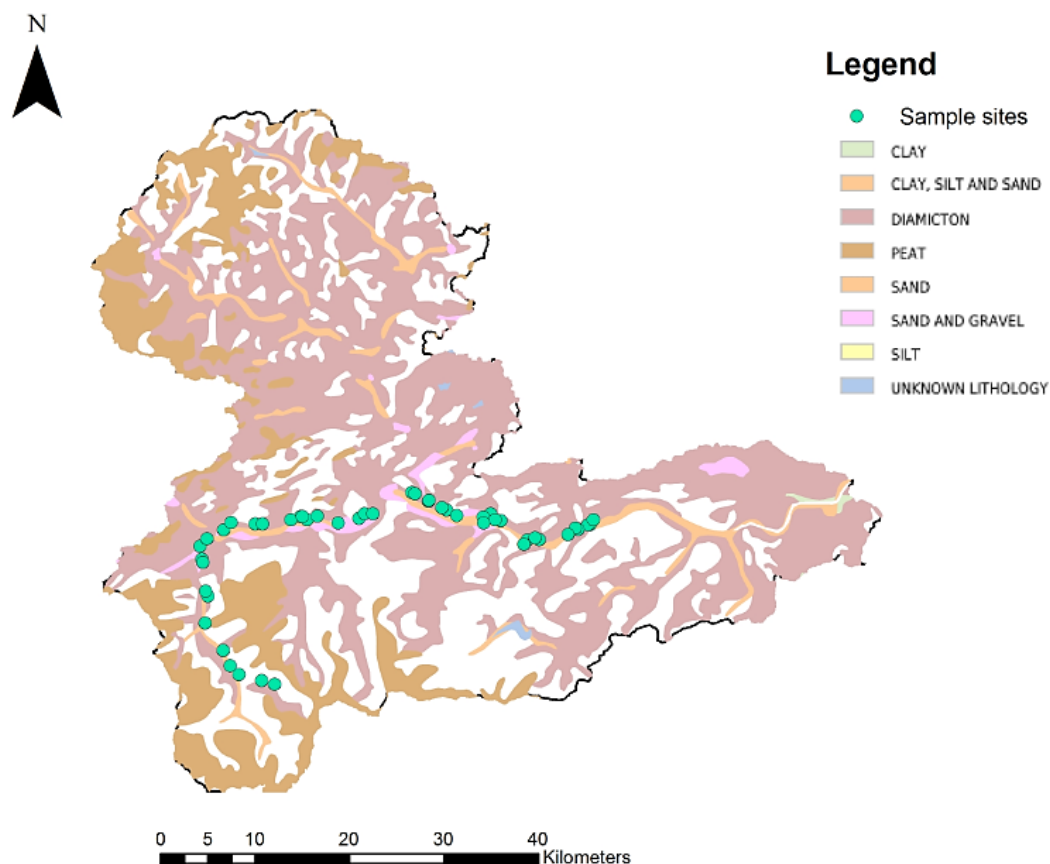 N
Legend
Sample sites
CLAY
CLAY, SILT AND SAND
DIAMICTON
PEAT
SAND
SAND AND GRAVEL
SILT
UNKNOWN LITHOLOGY
0 5 10 20 30 40
Kilometers